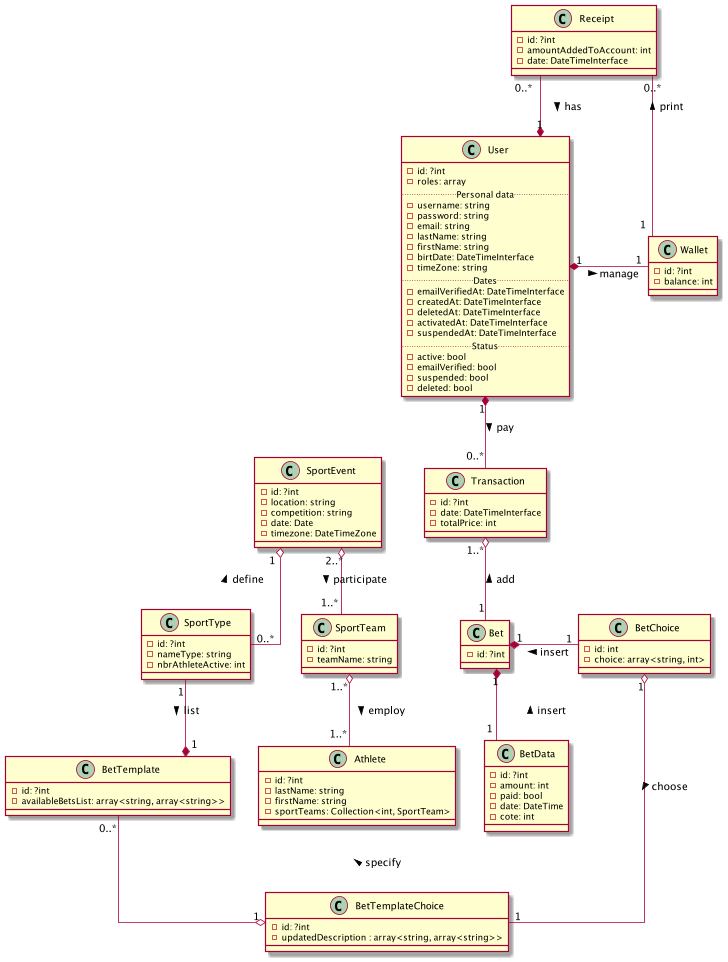 C Receipt
id: ?int
amountAddedToAccount: int
date: DateTimeInterface
0..*
0..*
has
print
1
C User
id: ?int
roles: array
Personal data
username: string
password: string
email: string
lastName: string
firstName: string
birtDate: DateTimeInterface
timeZone: string
Dates
emailVerifiedAt: DateTimeInterface
createdAt: DateTimeInterface
deletedAt: DateTimeInterface
activatedAt: DateTimeInterface
suspendedAt: DateTimeInterface
Status
active: bool
emailVerified: bool
suspended: bool
deleted: bool
1
C Wallet
id: ?int
balance: int
1
1
manage
1
pay
0..*
C SportEvent
id: ?int
location: string
competition: string
date: Date
timezone: DateTimeZone
C Transaction
id: ?int
date: DateTimeInterface
totalPrice: int
1
2..*
1..*
define
participate
add
0..*
1..*
1
C SportType
id: ?int
nameType: string
nbrAthleteActive: int
C SportTeam
id: ?int
teamName: string
C Bet
id: ?int
1
1
insert
C BetChoice
id: int
choice: array<string, int>
1
1..*
1
1
list
employ
insert
1
1..*
1
C BetTemplate
id: ?int
availableBetsList: array<string, array<string>>
C Athlete
id: ?int
lastName: string
firstName: string
sportTeams: Collection<int, SportTeam>
C BetData
id: ?int
amount: int
paid: bool
date: DateTime
cote: int
choose
0..*
specify
1
C BetTemplateChoice
id: ?int
updatedDescription : array<string, array<string>>
1